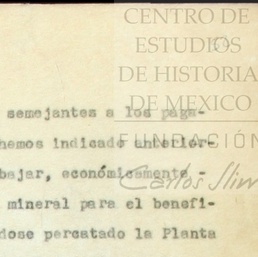 CENTRO DE
ESTUDIOS
DE HISTORIA
DE MEXICO
FUNDACIÓN
Carlos Slim
semejantes a los paga-
hemos indicado anterior-
bajar, económicamente -
mineral para el benefi-
dose percatado la Planta